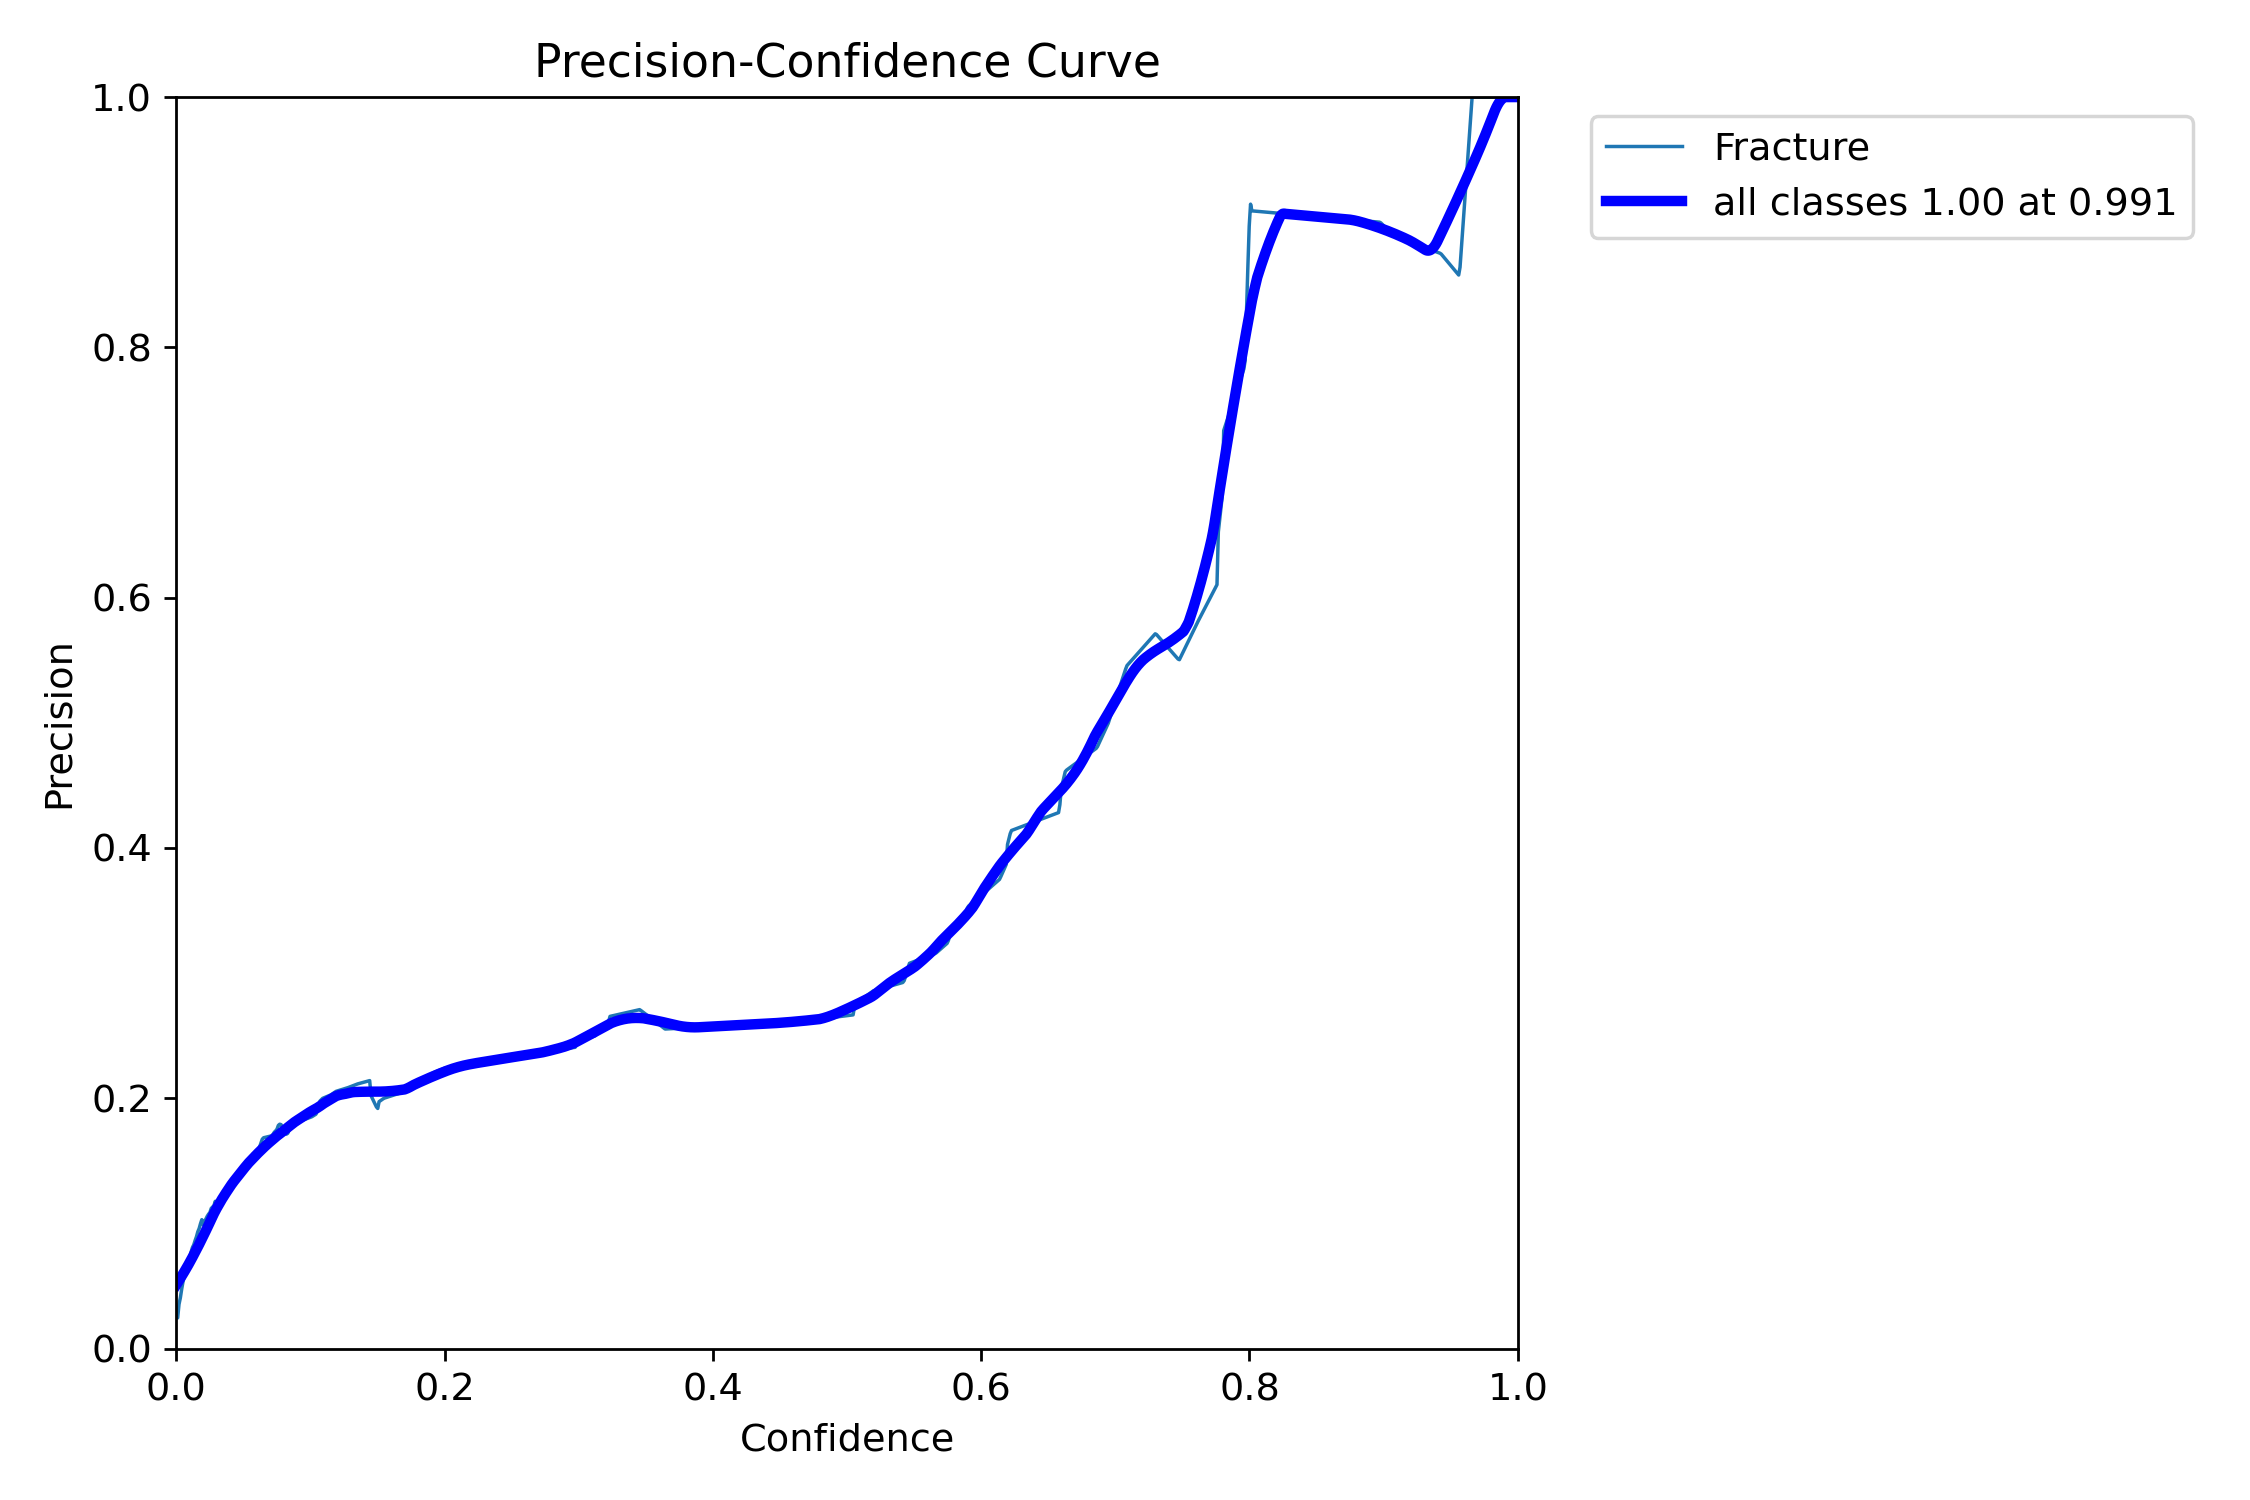 Precision-Confidence Curve
1.0
0.8
0.6
0.4
0.2
0.0
Precision
0.0 0.2 0.4 0.6 0.8 1.0
Confidence
Fracture
all classes 1.00 at 0.991